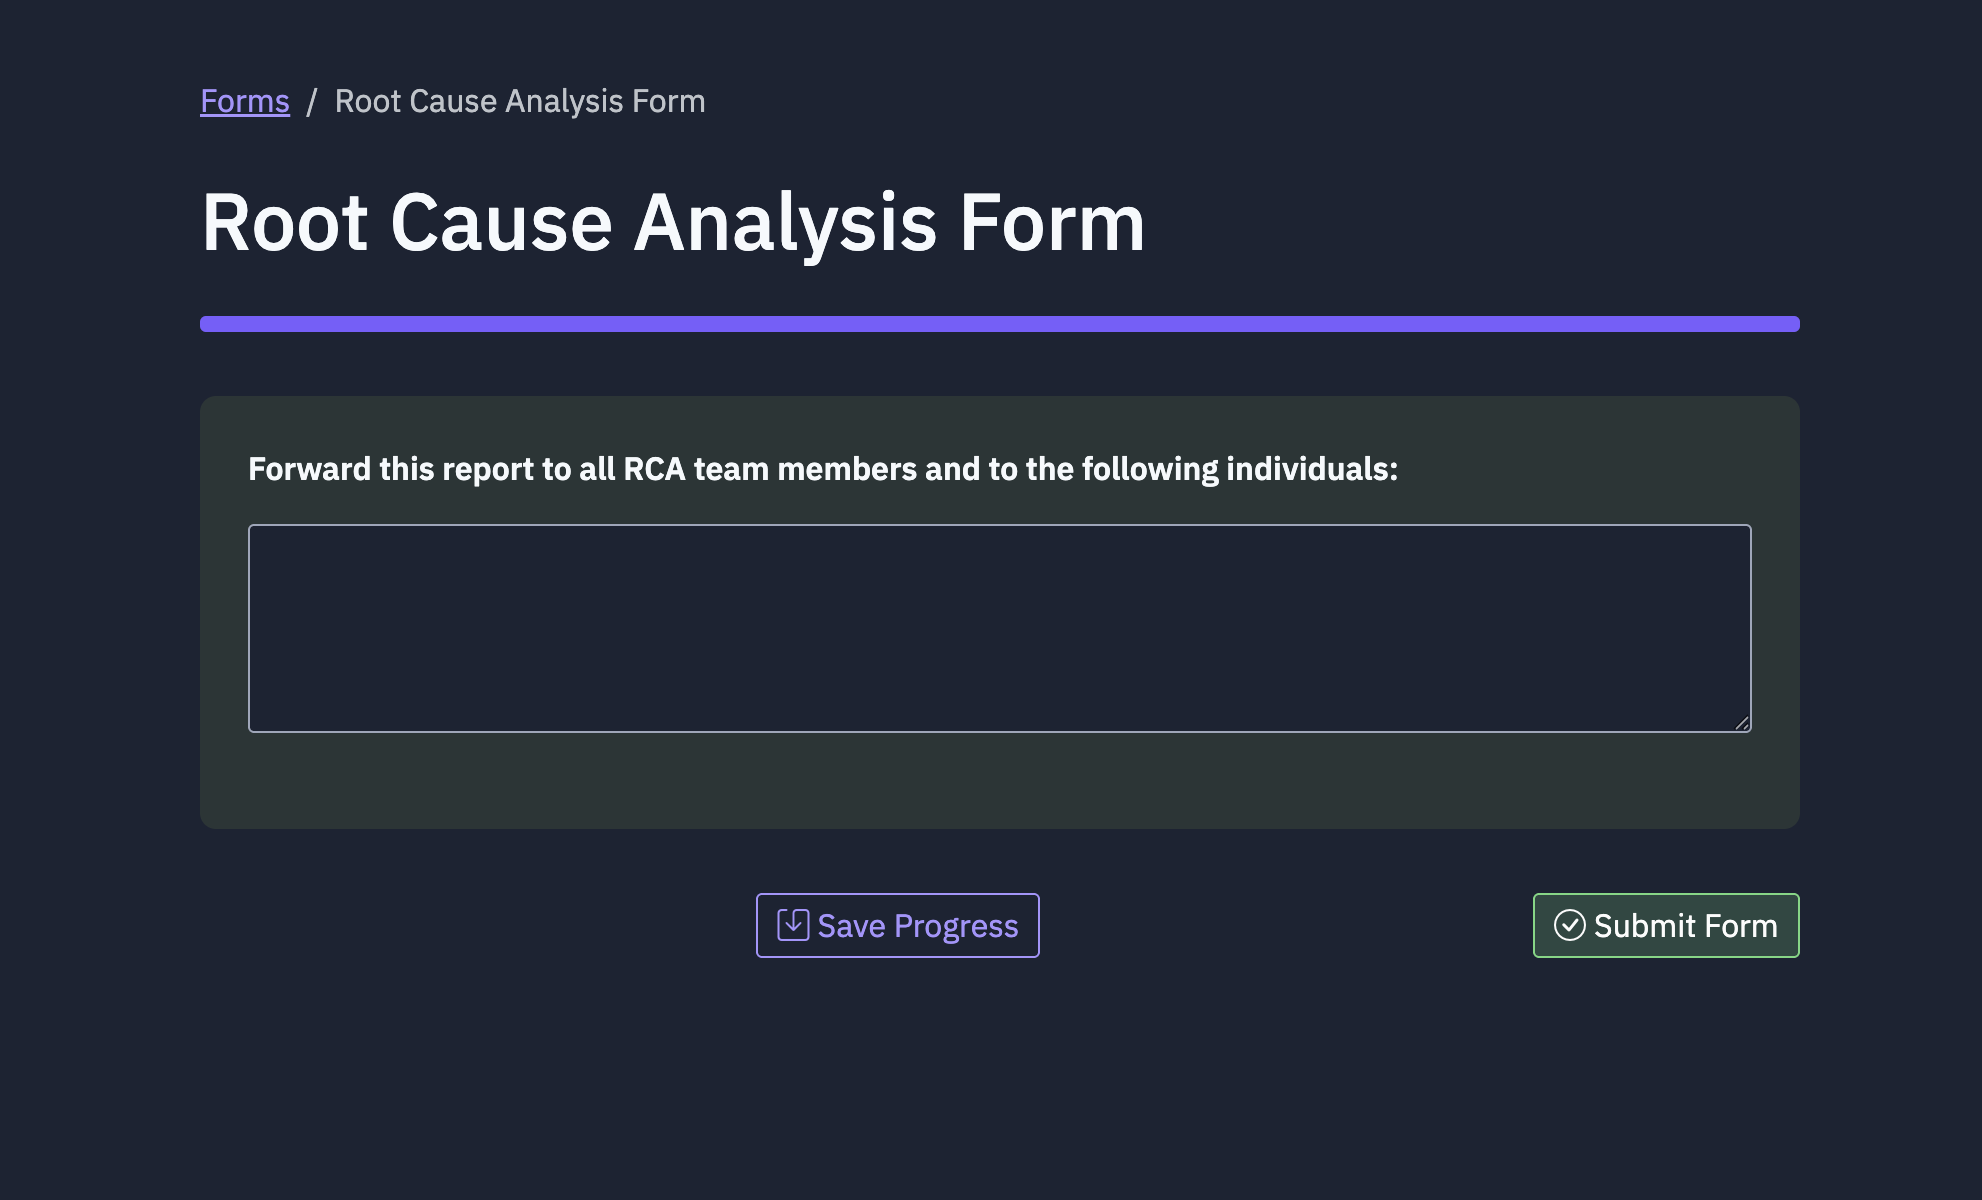 Forms / Root Cause Analysis Form
Root Cause Analysis Form
Forward this report to all RCA team members and to the following individuals:
Save Progress
Submit Form